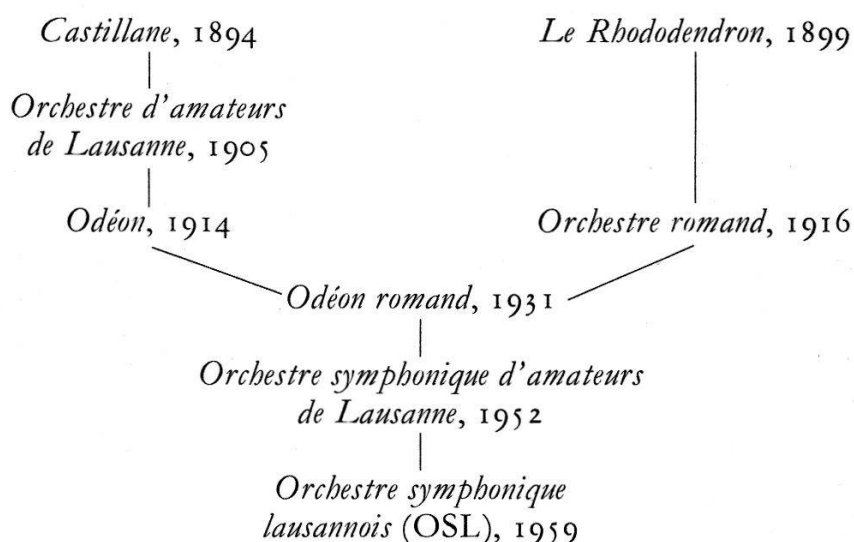 Castillane, 1894
Le Rhododendron, 1899
Orchestre d'amateurs
de Lausanne, 1905
Odéon, 1914
Orchestre romand, 1916
Odéon romand, 1931
Orchestre symphonique d'amateurs
de Lausanne, 1952
Orchestre symphonique
lausannois (OSL), 1959